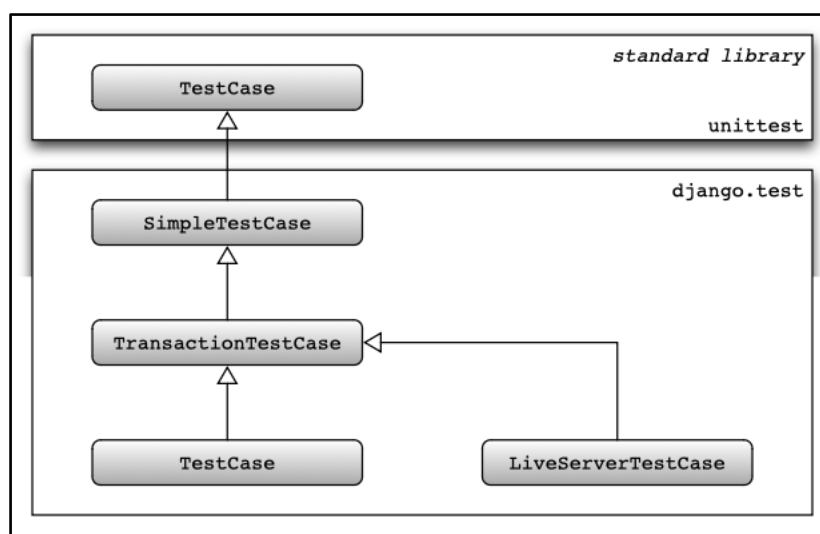 standard library
TestCase
unittest
django.test
SimpleTestCase
TransactionTestCase
TestCase
LiveServerTestCase